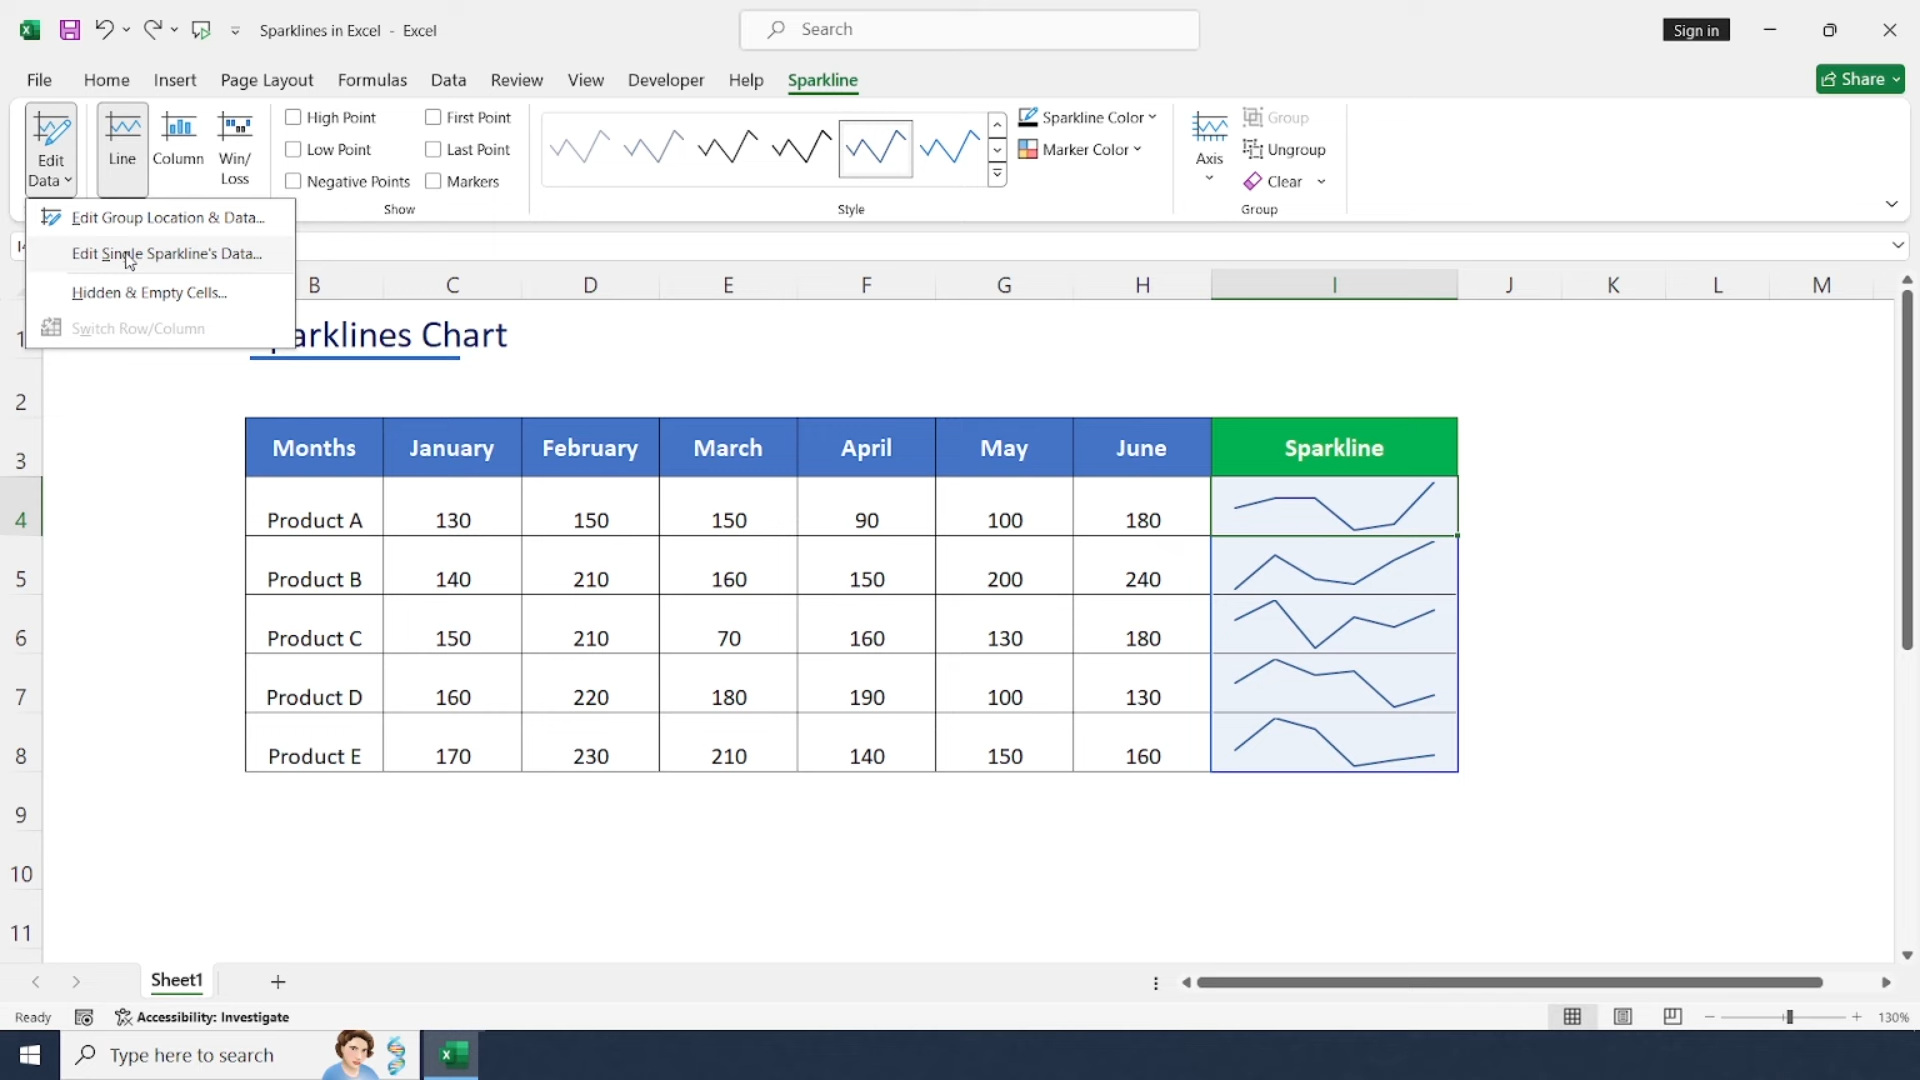 Sparklines in Excel - Excel
Search
Sign in
File Home Insert Page Layout Formulas Data Review View Developer Help Sparkline
Share
Edit Data
Line
Column
Win/Loss
High Point
Low Point
Negative Points
First Point
Last Point
Markers
Show
Style
Sparkline Color
Marker Color
Axis
Group
Ungroup
Clear
Group
Edit Group Location & Data...
Edit Single Sparkline's Data...
Hidden & Empty Cells...
Switch Row/Column
B C D E F G H I J K L M
arklines Chart
Months January February March April May June Sparkline
Product A 130 150 150 90 100 180
Product B 140 210 160 150 200 240
Product C 150 210 70 160 130 180
Product D 160 220 180 190 100 130
Product E 170 230 210 140 150 160
1
2
3
4
5
6
7
8
9
10
11
Sheet1
Ready
Accessibility: Investigate
130%
Type here to search